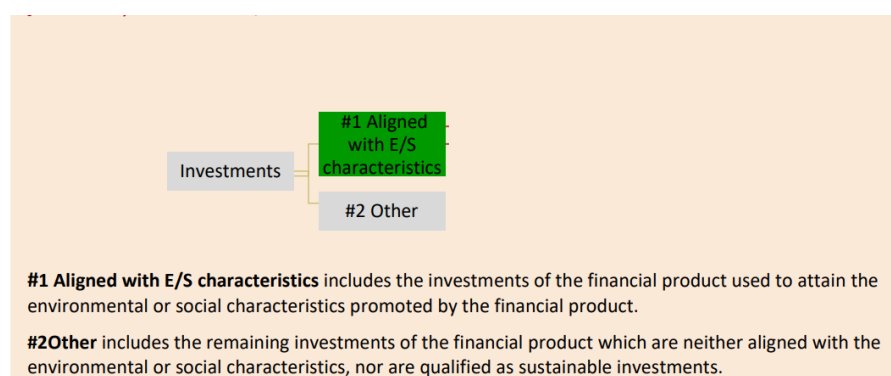 #1 Aligned
with E/S
characteristics
Investments
#2 Other
#1 Aligned with E/S characteristics includes the investments of the financial product used to attain the
environmental or social characteristics promoted by the financial product.
#2Other includes the remaining investments of the financial product which are neither aligned with the
environmental or social characteristics, nor are qualified as sustainable investments.